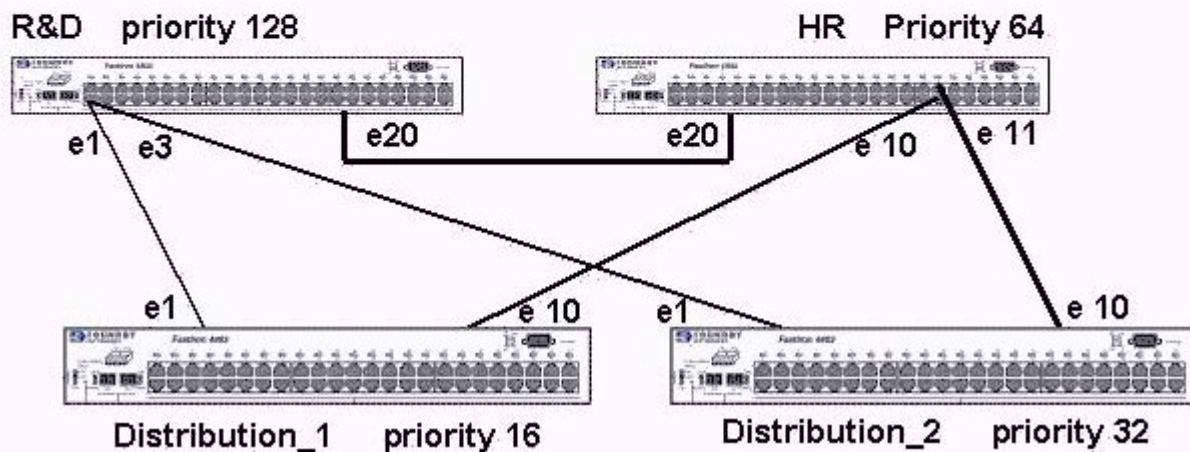 R&D priority 128
HR Priority 64
e1
e3
e20
e20
e 10
e 11
e1
e 10
e1
e 10
Distribution_1 priority 16
Distribution_2 priority 32